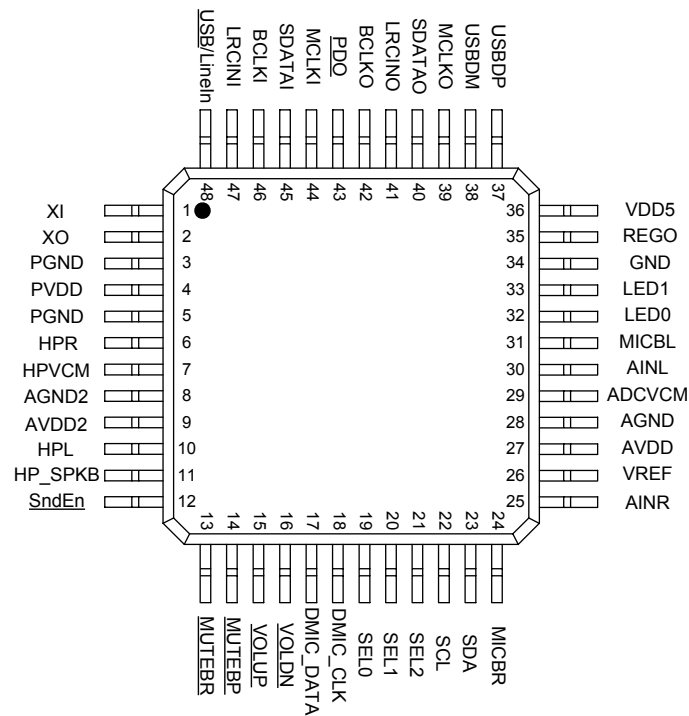 USB/LineIn
LRCINI
BCLKI
SDATAI
MCLKI
PDO
BCLKO
LRCINO
SDATAO
MCLKO
USBDM
USBDP
48
47
46
45
44
43
42
41
40
39
38
37
XI 1
XO 2
PGND 3
PVDD 4
PGND 5
HPR 6
HPVCM 7
AGND2 8
AVDD2 9
HPL 10
HP_SPKB 11
SndEn 12
36 VDD5
35 REGO
34 GND
33 LED1
32 LED0
31 MICBL
30 AINL
29 ADCVCM
28 AGND
27 AVDD
26 VREF
25 AINR
13
14
15
16
17
18
19
20
21
22
23
24
MUTEBR
MUTEBP
VOLUP
VOLDN
DMIC_DATA
DMIC_CLK
SEL0
SEL1
SEL2
SCL
SDA
MICBR